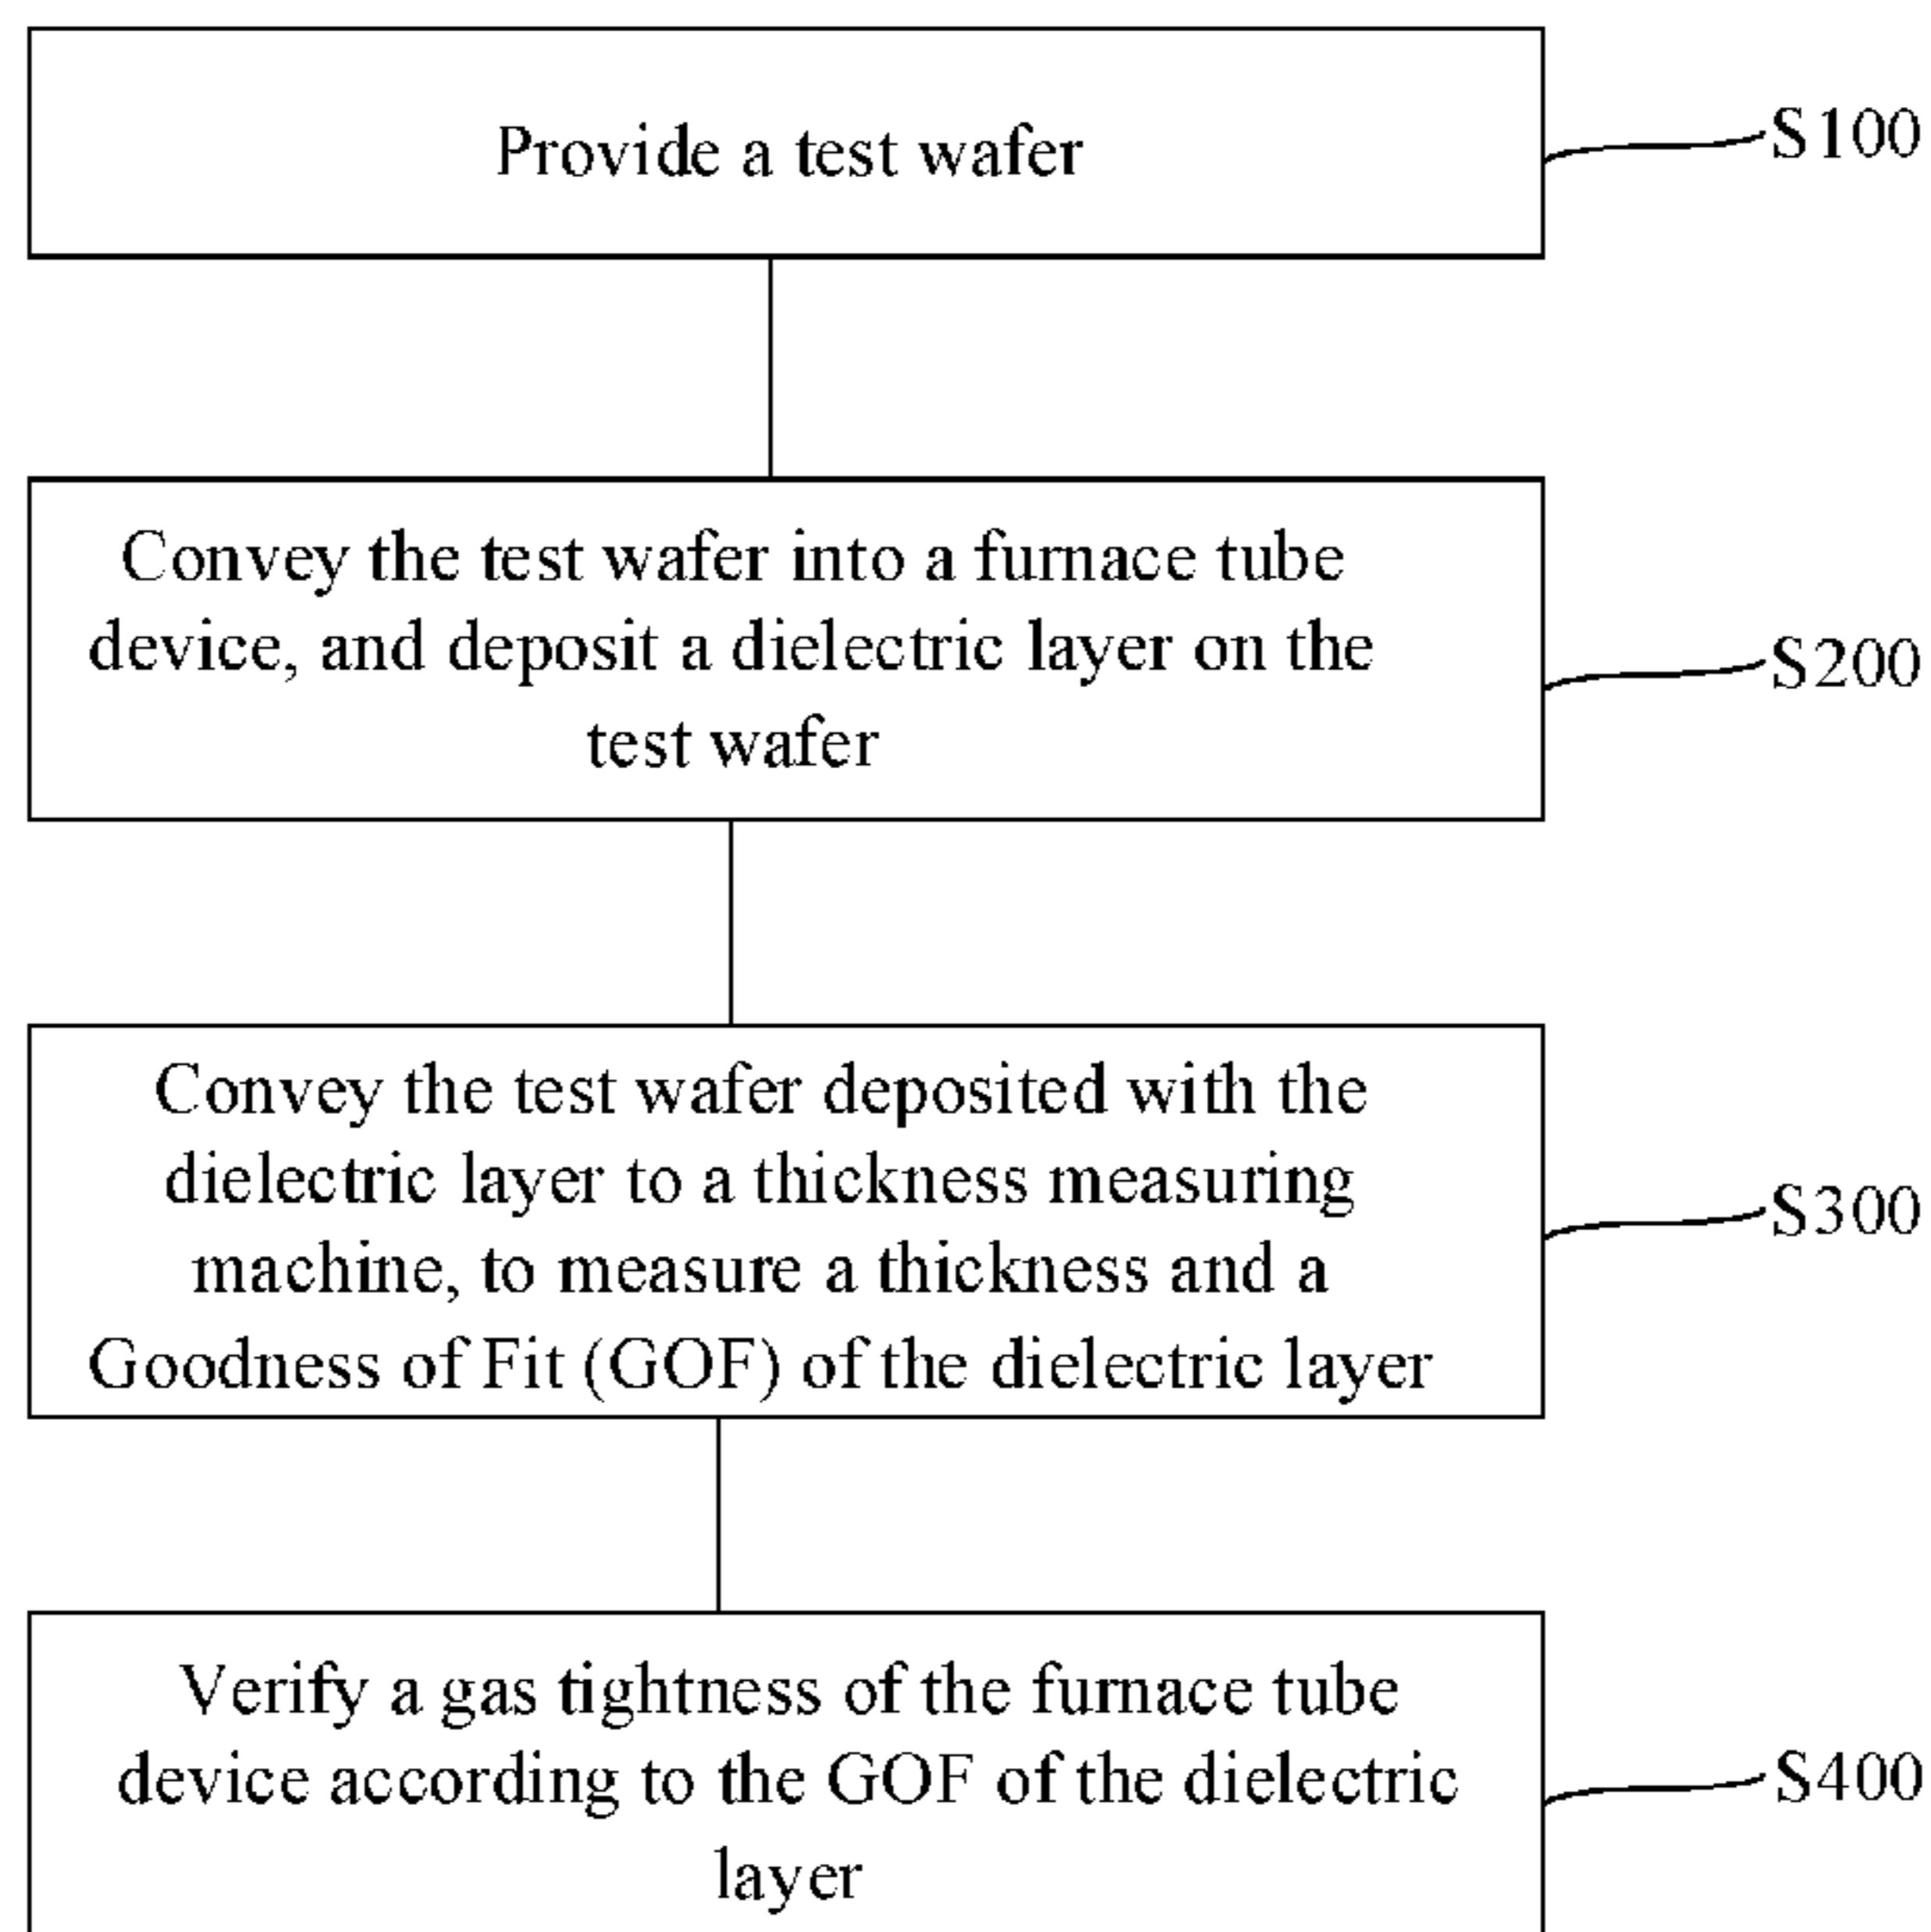 Provide a test wafer
S100
Convey the test wafer into a furnace tube
device, and deposit a dielectric layer on the
test wafer
S200
Convey the test wafer deposited with the
dielectric layer to a thickness measuring
machine, to measure a thickness and a
Goodness of Fit (GOF) of the dielectric layer
S300
Verify a gas tightness of the furnace tube
device according to the GOF of the dielectric
layer
S400